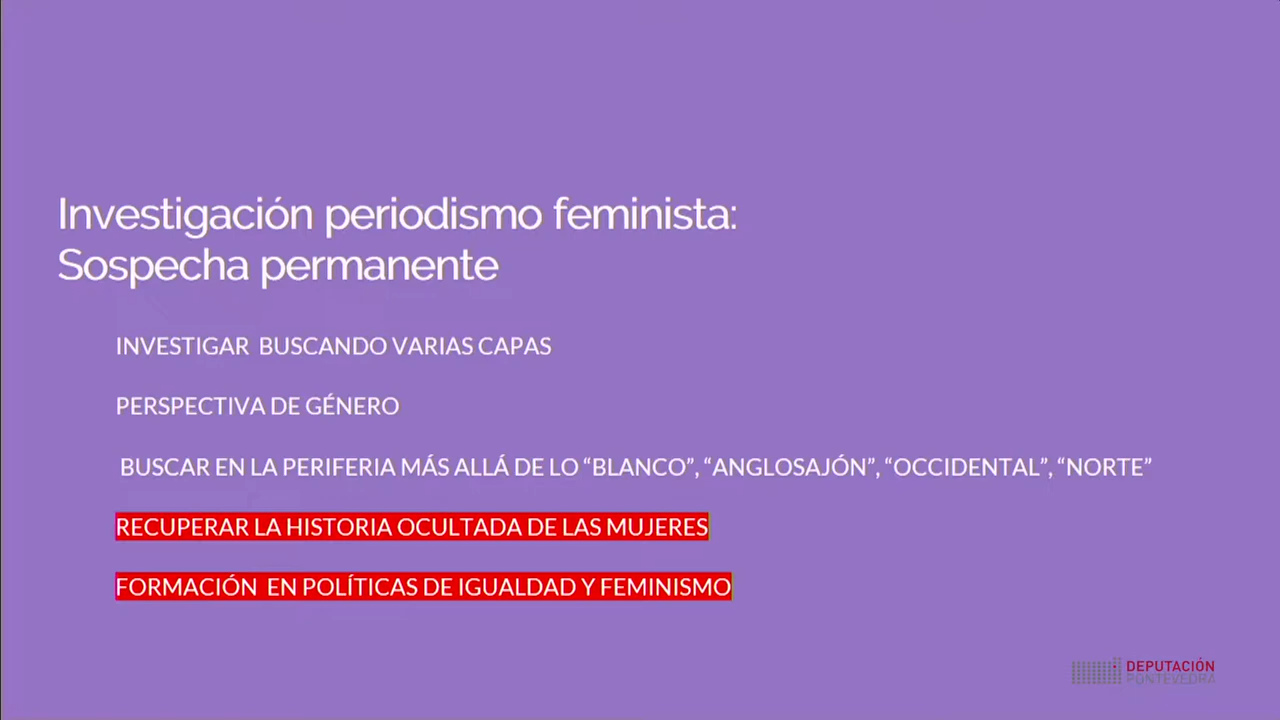 Investigación periodismo feminista:
Sospecha permanente
INVESTIGAR BUSCANDO VARIAS CAPAS
PERSPECTIVA DE GÉNERO
BUSCAR EN LA PERIFERIA MÁS ALLÁ DE LO “BLANCO”, “ANGLOSAJÓN”, “OCCIDENTAL”, “NORTE”
RECUPERAR LA HISTORIA OCULTADA DE LAS MUJERES
FORMACIÓN EN POLÍTICAS DE IGUALDAD Y FEMINISMO
DEPUTACIÓN
PONTEVEDRA